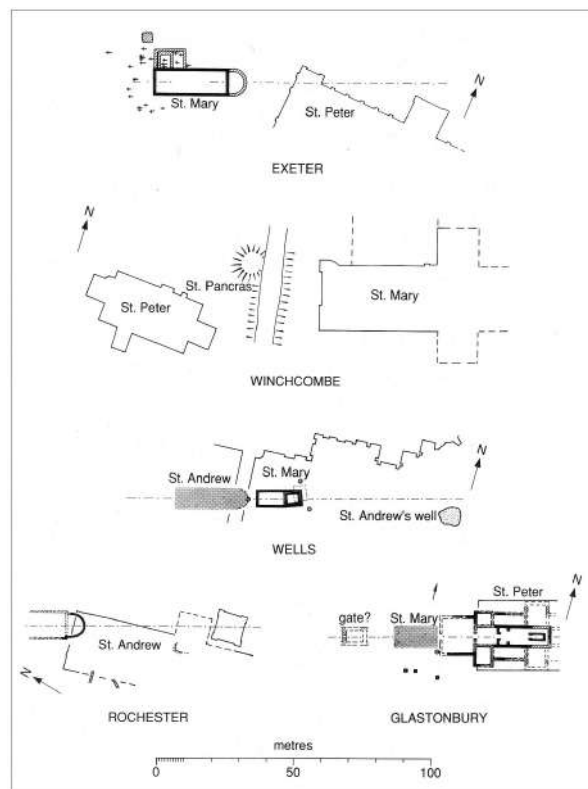 St. Mary
St. Peter
N
EXETER
N
St. Pancras
St. Peter
St. Mary
WINCHCOMBE
St. Andrew
St. Mary
N
St. Andrew's well
WELLS
St. Andrew
N
ROCHESTER
gate?
St. Mary
St. Peter
N
GLASTONBURY
metres
0 50 100